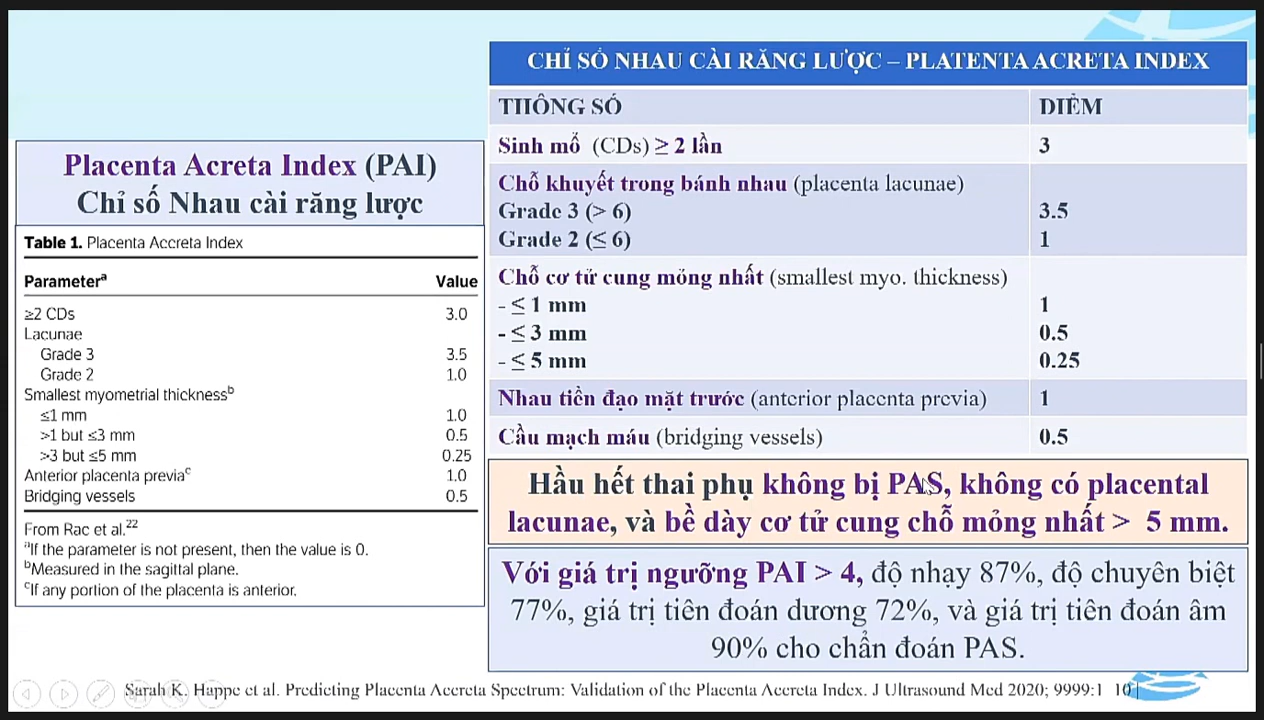 Placenta Acreta Index (PAI)
Chỉ số Nhau cài răng lược
Table 1. Placenta Accreta Index
Parameterᵃ Value
≥2 CDs 3.0
Lacunae
Grade 3 3.5
Grade 2 1.0
Smallest myometrial thicknessᵇ
≤1 mm 1.0
>1 but ≤3 mm 0.5
>3 but ≤5 mm 0.25
Anterior placenta previaᶜ 1.0
Bridging vessels 0.5
From Rac et al.²²
ᵃIf the parameter is not present, then the value is 0.
ᵇMeasured in the sagittal plane.
ᶜIf any portion of the placenta is anterior.
CHỈ SỐ NHAU CÀI RĂNG LƯỢC – PLATENTA ACRETA INDEX
THÔNG SỐ ĐIỂM
Sinh mổ (CDs) ≥ 2 lần 3
Chỗ khuyết trong bánh nhau (placenta lacunae)
Grade 3 (> 6) 3.5
Grade 2 (≤ 6) 1
Chỗ cơ tử cung mỏng nhất (smallest myo. thickness)
- ≤ 1 mm 1
- ≤ 3 mm 0.5
- ≤ 5 mm 0.25
Nhau tiền đạo mặt trước (anterior placenta previa) 1
Cầu mạch máu (bridging vessels) 0.5
Hầu hết thai phụ không bị PAS, không có placental
lacunae, và bề dày cơ tử cung chỗ mỏng nhất > 5 mm.
Với giá trị ngưỡng PAI > 4, độ nhạy 87%, độ chuyên biệt
77%, giá trị tiên đoán dương 72%, và giá trị tiên đoán âm
90% cho chẩn đoán PAS.
Sarah K. Happe et al. Predicting Placenta Accreta Spectrum: Validation of the Placenta Accreta Index. J Ultrasound Med 2020; 9999:1 10|